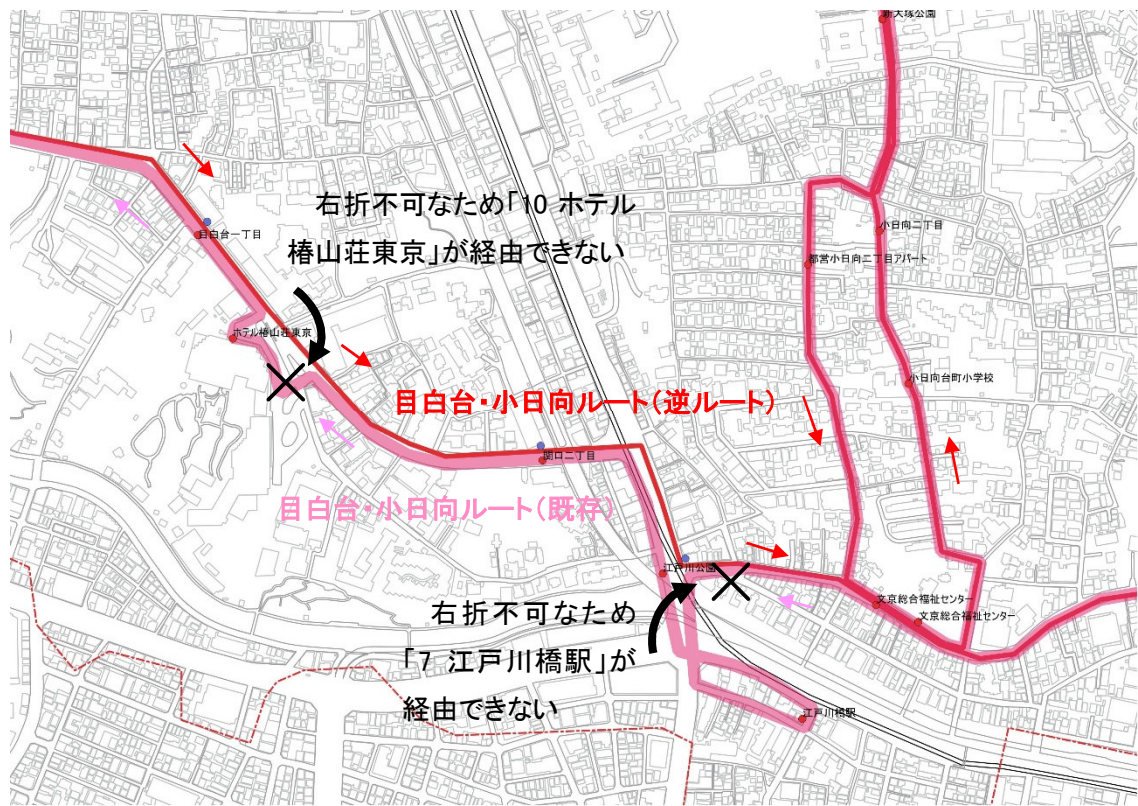 新大塚公園
右折不可なため「10 ホテル
椿山荘東京」が経由できない
目白台一丁目
小日向二丁目
都営小日向二丁目アパート
ホテル椿山荘東京
小日向台町小学校
目白台・小日向ルート(逆ルート)
関口二丁目
目白台・小日向ルート(既存)
江戸川公園
文京総合福祉センター
文京総合福祉センター
右折不可なため
「7 江戸川橋駅」が
経由できない
江戸川橋駅